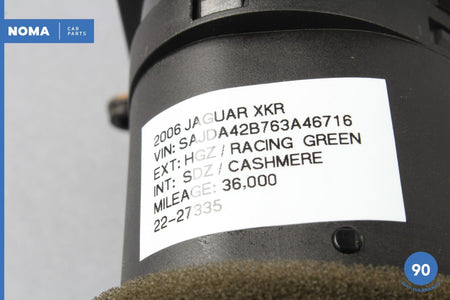 NOMA CAR PARTS
2006 JAGUAR XKR
VIN: SAJDA42B763A46716
EXT: HGZ / RACING GREEN
INT: SDZ / CASHMERE
MILEAGE: 36,000
22-27335
90